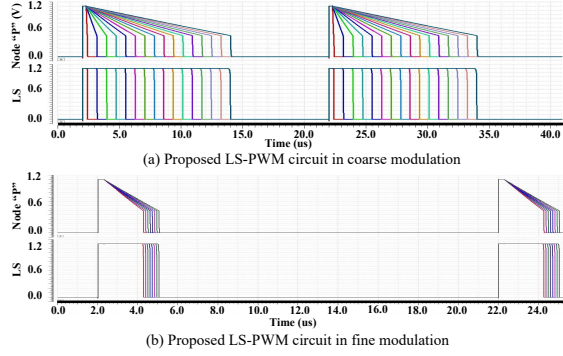 Node “P” (V)
1.2
0.6
0.0
LS
1.2
0.6
0.0
0.0 5.0 10.0 15.0 20.0 25.0 30.0 35.0 40.0
Time (us)
(a) Proposed LS-PWM circuit in coarse modulation
Node “P”
1.2
0.6
0.0
LS
1.2
0.6
0.0
0.0 2.0 4.0 6.0 8.0 10.0 12.0 14.0 16.0 18.0 20.0 22.0 24.0
Time (us)
(b) Proposed LS-PWM circuit in fine modulation